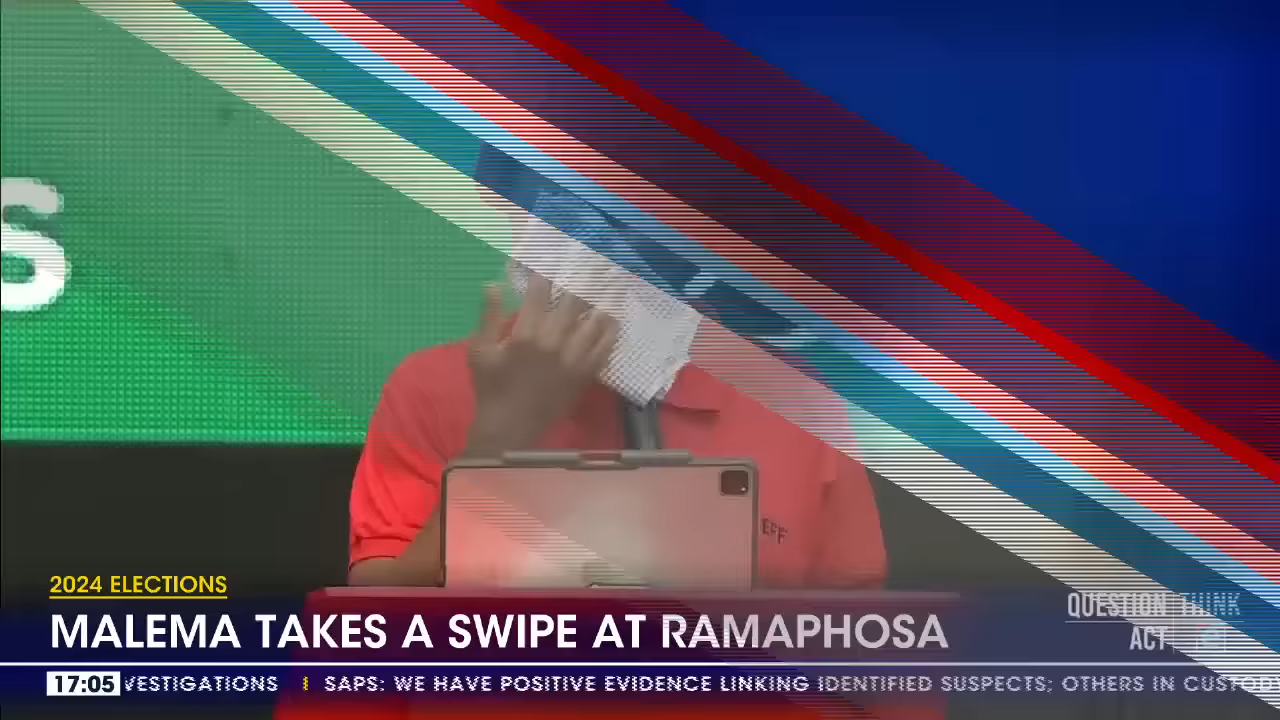 S
EFF
2024 ELECTIONS
MALEMA TAKES A SWIPE AT RAMAPHOSA
QUESTION THINK
ACT
17:05 VESTIGATIONS SAPS: WE HAVE POSITIVE EVIDENCE LINKING IDENTIFIED SUSPECTS; OTHERS IN CUSTOD